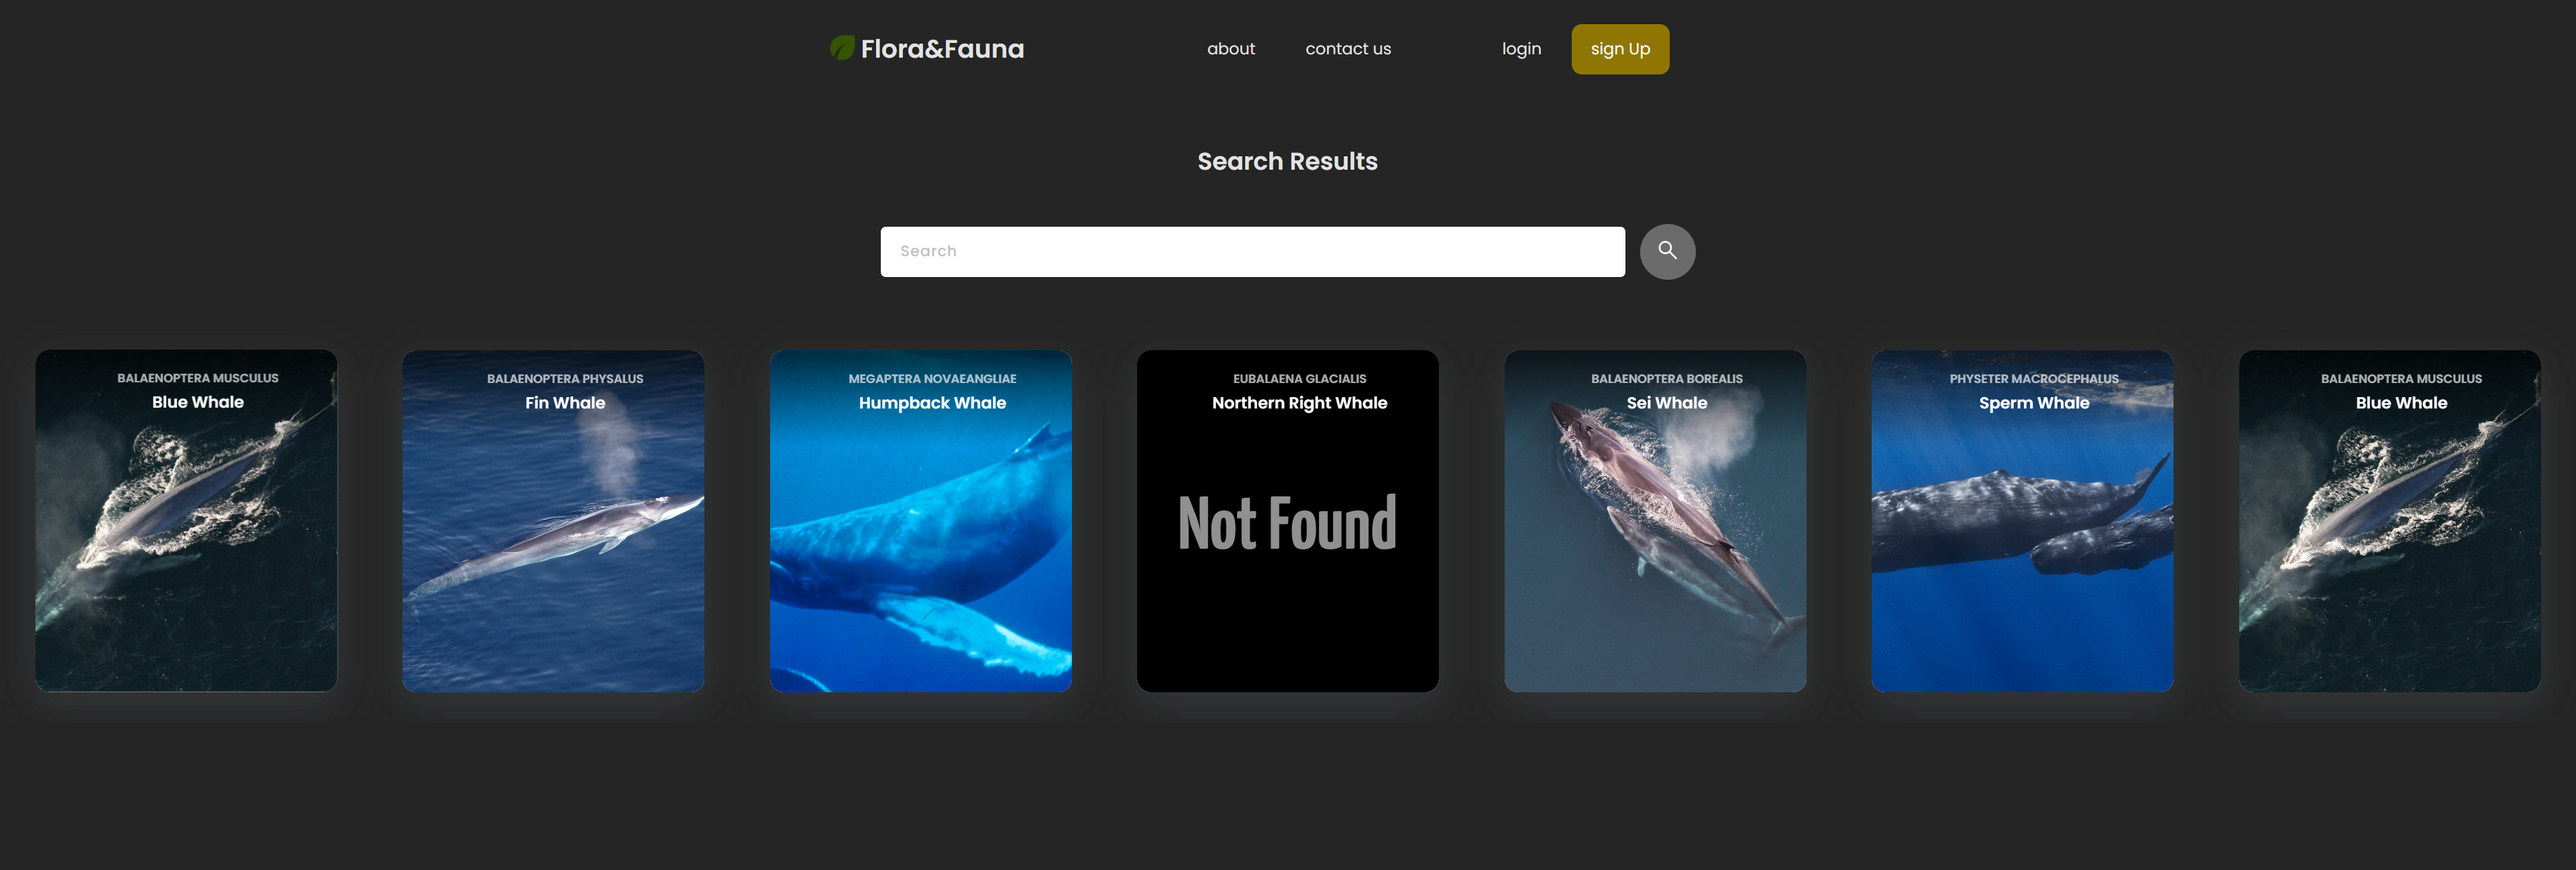 Flora&Fauna
about
contact us
login
sign Up
Search Results
Search
BALAENOPTERA MUSCULUS
Blue Whale
BALAENOPTERA PHYSALUS
Fin Whale
MEGAPTERA NOVAEANGLIAE
Humpback Whale
EUBALAENA GLACIALIS
Northern Right Whale
Not Found
BALAENOPTERA BOREALIS
Sei Whale
PHYSETER MACROCEPHALUS
Sperm Whale
BALAENOPTERA MUSCULUS
Blue Whale